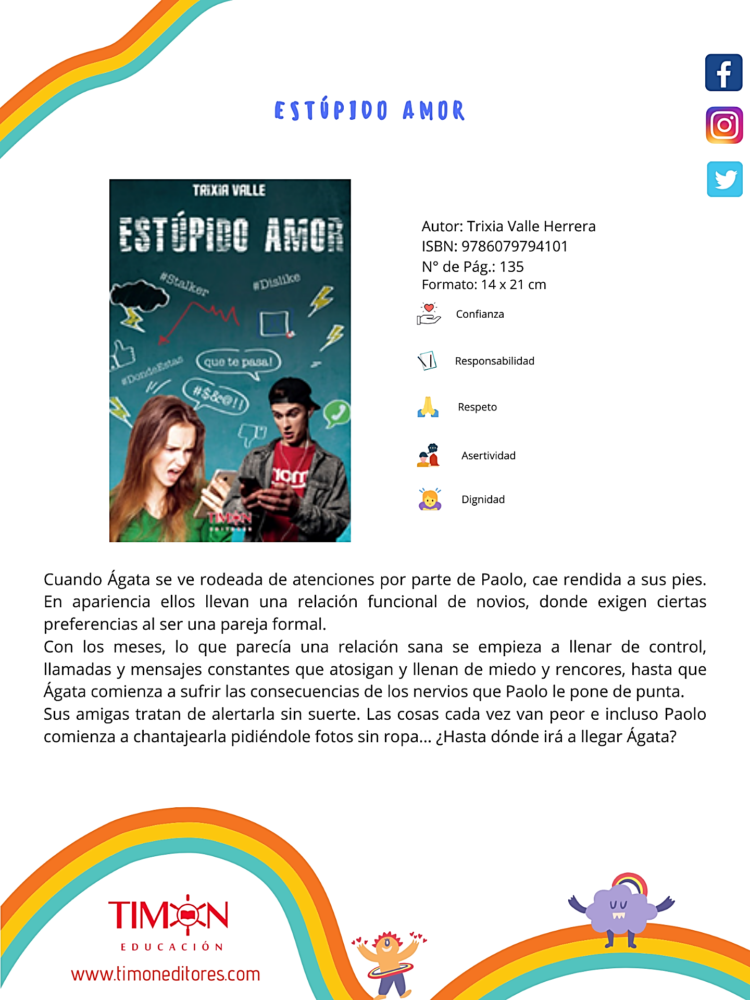 ESTÚPIDO AMOR
TRIXIA VALLE
ESTÚPIDO AMOR
#Stalker
#Dislike
#DondeEstas
que te pasa!
#$&@!!
TIMON
EDITORES
Autor: Trixia Valle Herrera
ISBN: 9786079794101
N° de Pág.: 135
Formato: 14 x 21 cm
Confianza
Responsabilidad
Respeto
Asertividad
Dignidad
Cuando Ágata se ve rodeada de atenciones por parte de Paolo, cae rendida a sus pies.
En apariencia ellos llevan una relación funcional de novios, donde exigen ciertas
preferencias al ser una pareja formal.
Con los meses, lo que parecía una relación sana se empieza a llenar de control,
llamadas y mensajes constantes que atosigan y llenan de miedo y rencores, hasta que
Ágata comienza a sufrir las consecuencias de los nervios que Paolo le pone de punta.
Sus amigas tratan de alertarla sin suerte. Las cosas cada vez van peor e incluso Paolo
comienza a chantajearla pidiéndole fotos sin ropa... ¿Hasta dónde irá a llegar Ágata?
TIMON
EDUCACIÓN
www.timoneditores.com